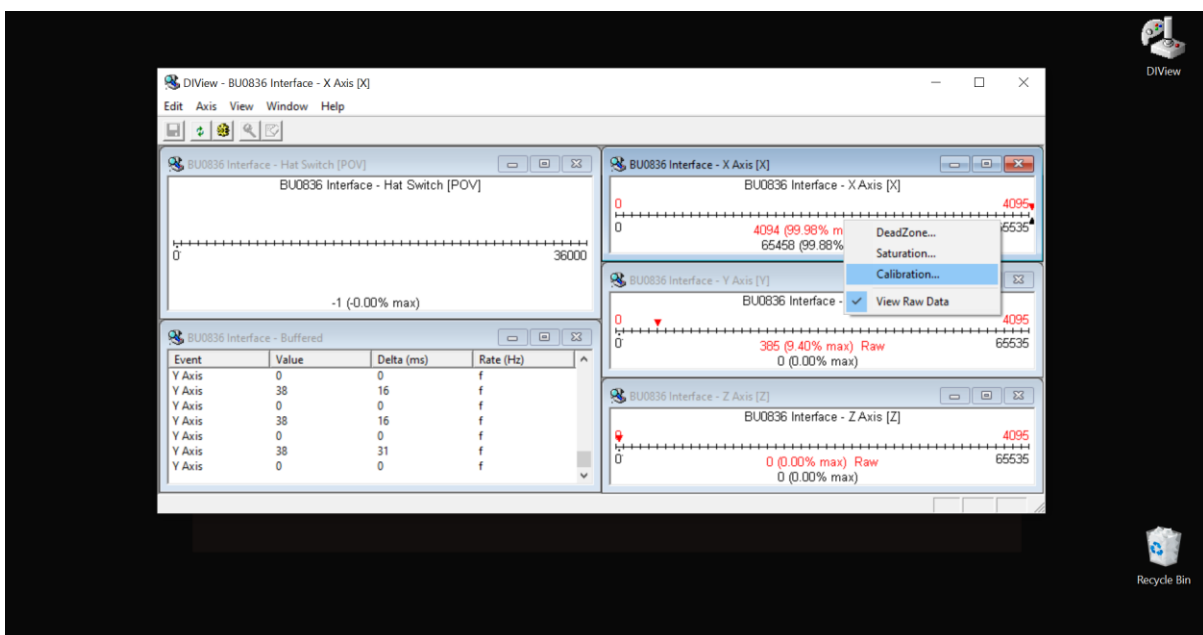 DIView
DIView - BU0836 Interface - X Axis [X]
Edit Axis View Window Help
BU0836 Interface - Hat Switch [POV]
BU0836 Interface - Hat Switch [POV]
0
36000
-1 (-0.00% max)
BU0836 Interface - Buffered
Event Value Delta (ms) Rate (Hz)
Y Axis 0 0 f
Y Axis 38 16 f
Y Axis 0 0 f
Y Axis 38 16 f
Y Axis 0 0 f
Y Axis 38 31 f
Y Axis 0 0 f
BU0836 Interface - X Axis [X]
BU0836 Interface - X Axis [X]
0 4095
0 65535
4094 (99.98% m
65458 (99.88%
DeadZone...
Saturation...
Calibration...
View Raw Data
BU0836 Interface - Y Axis [Y]
BU0836 Interface -
0 4095
0 65535
385 (9.40% max) Raw
0 (0.00% max)
BU0836 Interface - Z Axis [Z]
BU0836 Interface - Z Axis [Z]
0 4095
0 65535
0 (0.00% max) Raw
0 (0.00% max)
Recycle Bin